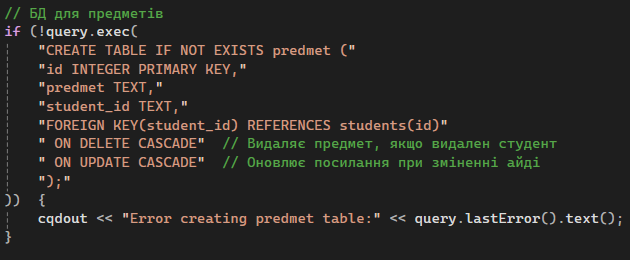 // БД для предметів
if (!query.exec(
    "CREATE TABLE IF NOT EXISTS predmet ("
    "id INTEGER PRIMARY KEY,"
    "predmet TEXT,"
    "student_id TEXT,"
    "FOREIGN KEY(student_id) REFERENCES students(id)"
    " ON DELETE CASCADE"  // Видаляє предмет, якщо видален студент
    " ON UPDATE CASCADE"  // Оновлює посилання при зміненні айді
    ");"
))  {
    cqdout << "Error creating predmet table:" << query.lastError().text();
}